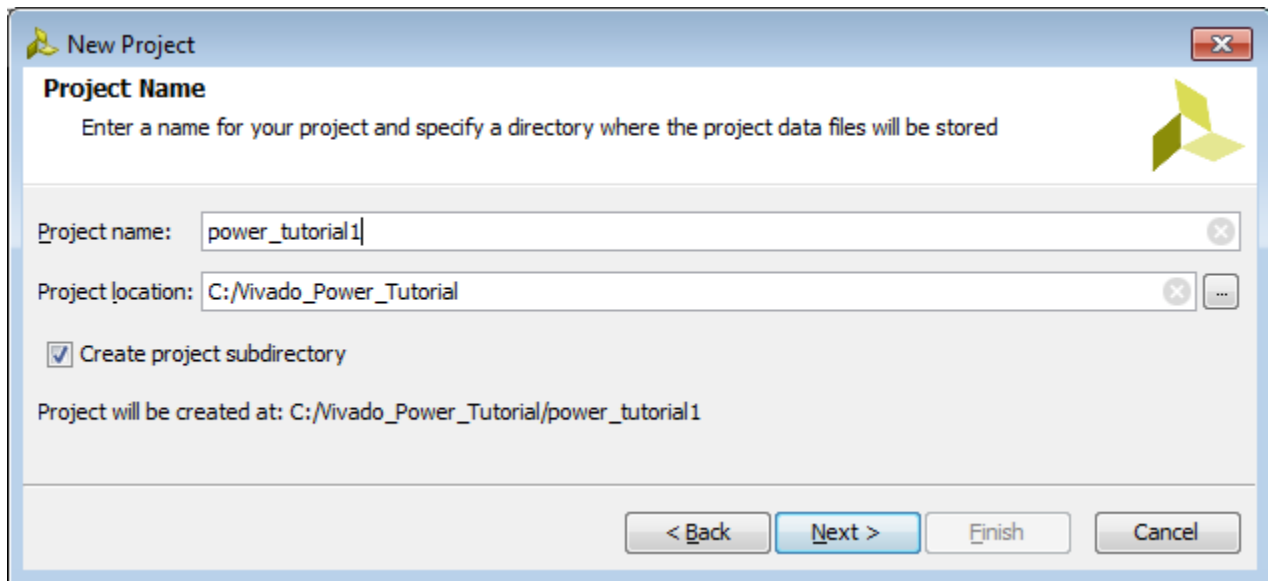 New Project
Project Name
Enter a name for your project and specify a directory where the project data files will be stored
Project name: power_tutorial1
Project location: C:/Vivado_Power_Tutorial ...
Create project subdirectory
Project will be created at: C:/Vivado_Power_Tutorial/power_tutorial1
< Back Next > Finish Cancel